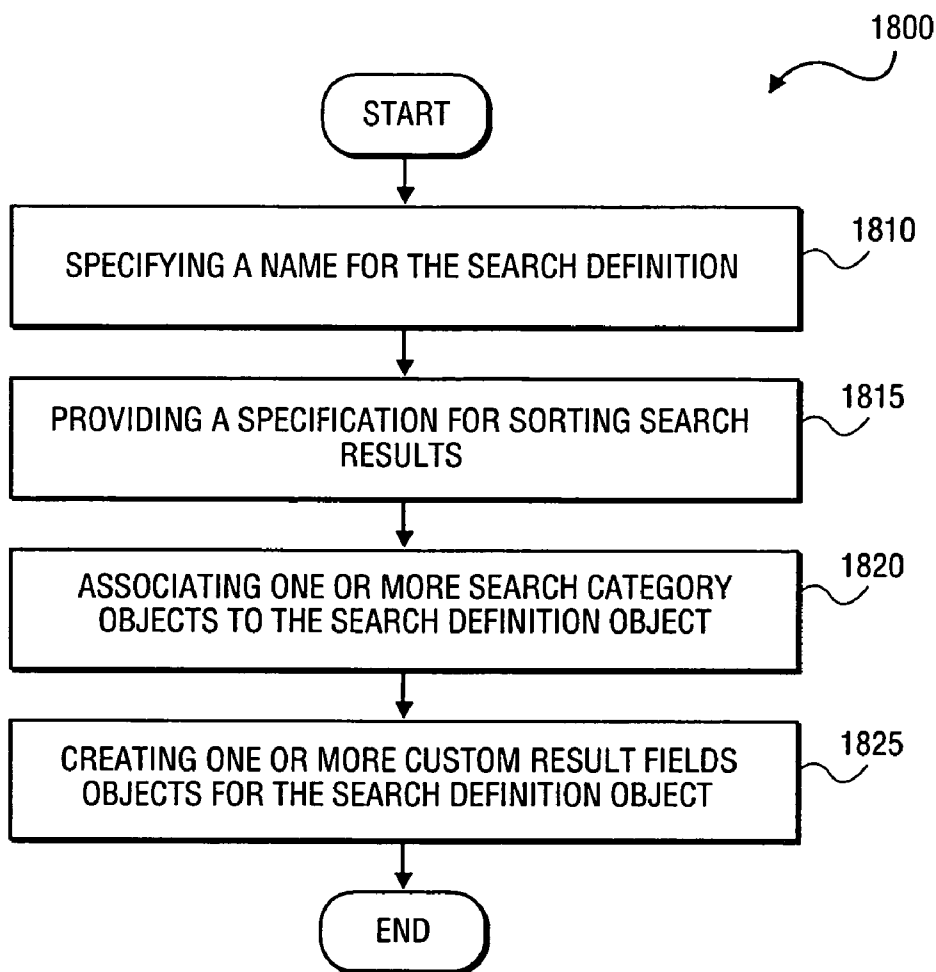 1800
START
SPECIFYING A NAME FOR THE SEARCH DEFINITION
1810
PROVIDING A SPECIFICATION FOR SORTING SEARCH
RESULTS
1815
ASSOCIATING ONE OR MORE SEARCH CATEGORY
OBJECTS TO THE SEARCH DEFINITION OBJECT
1820
CREATING ONE OR MORE CUSTOM RESULT FIELDS
OBJECTS FOR THE SEARCH DEFINITION OBJECT
1825
END